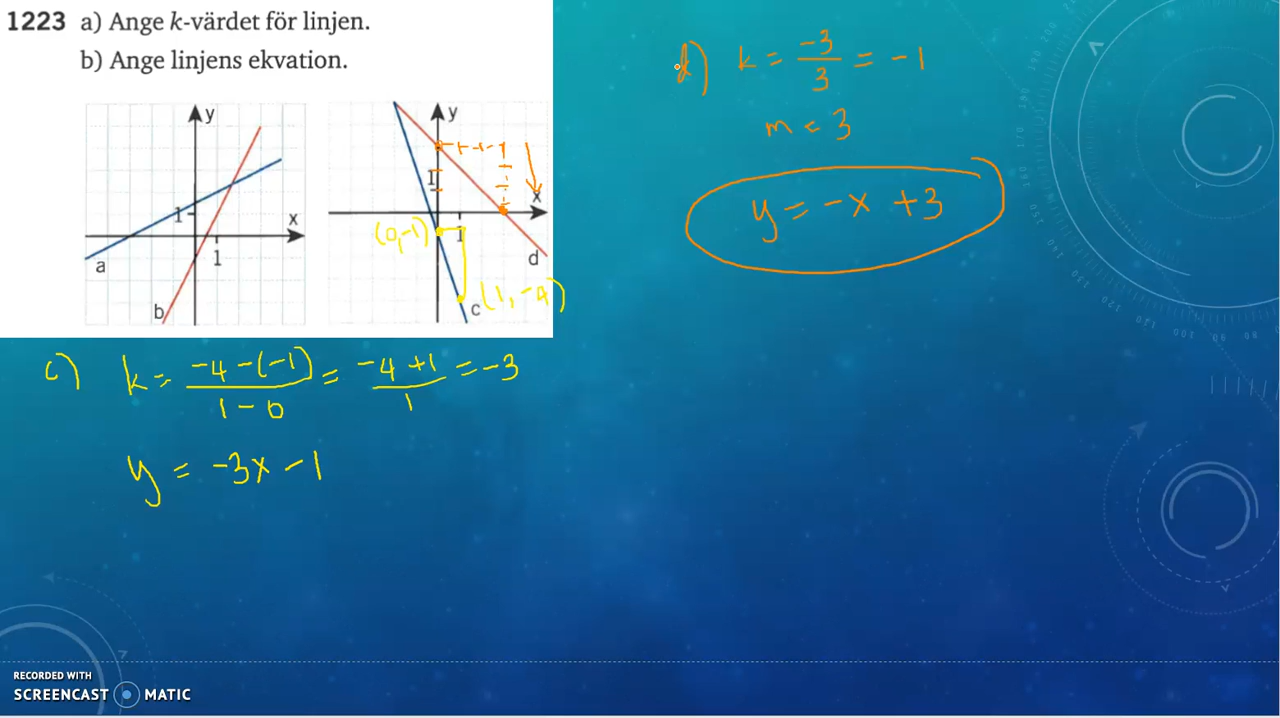 1223 a) Ange k-värdet för linjen.
b) Ange linjens ekvation.
y
1
x
1
a
b
y
1
x
1
(0,-1)
(1,-4)
c
d
c) k = -4-(-1) / 1-0 = -4+1 / 1 = -3
y = -3x - 1
d) k = -3/3 = -1
m = 3
y = -x + 3
RECORDED WITH
SCREENCAST MATIC